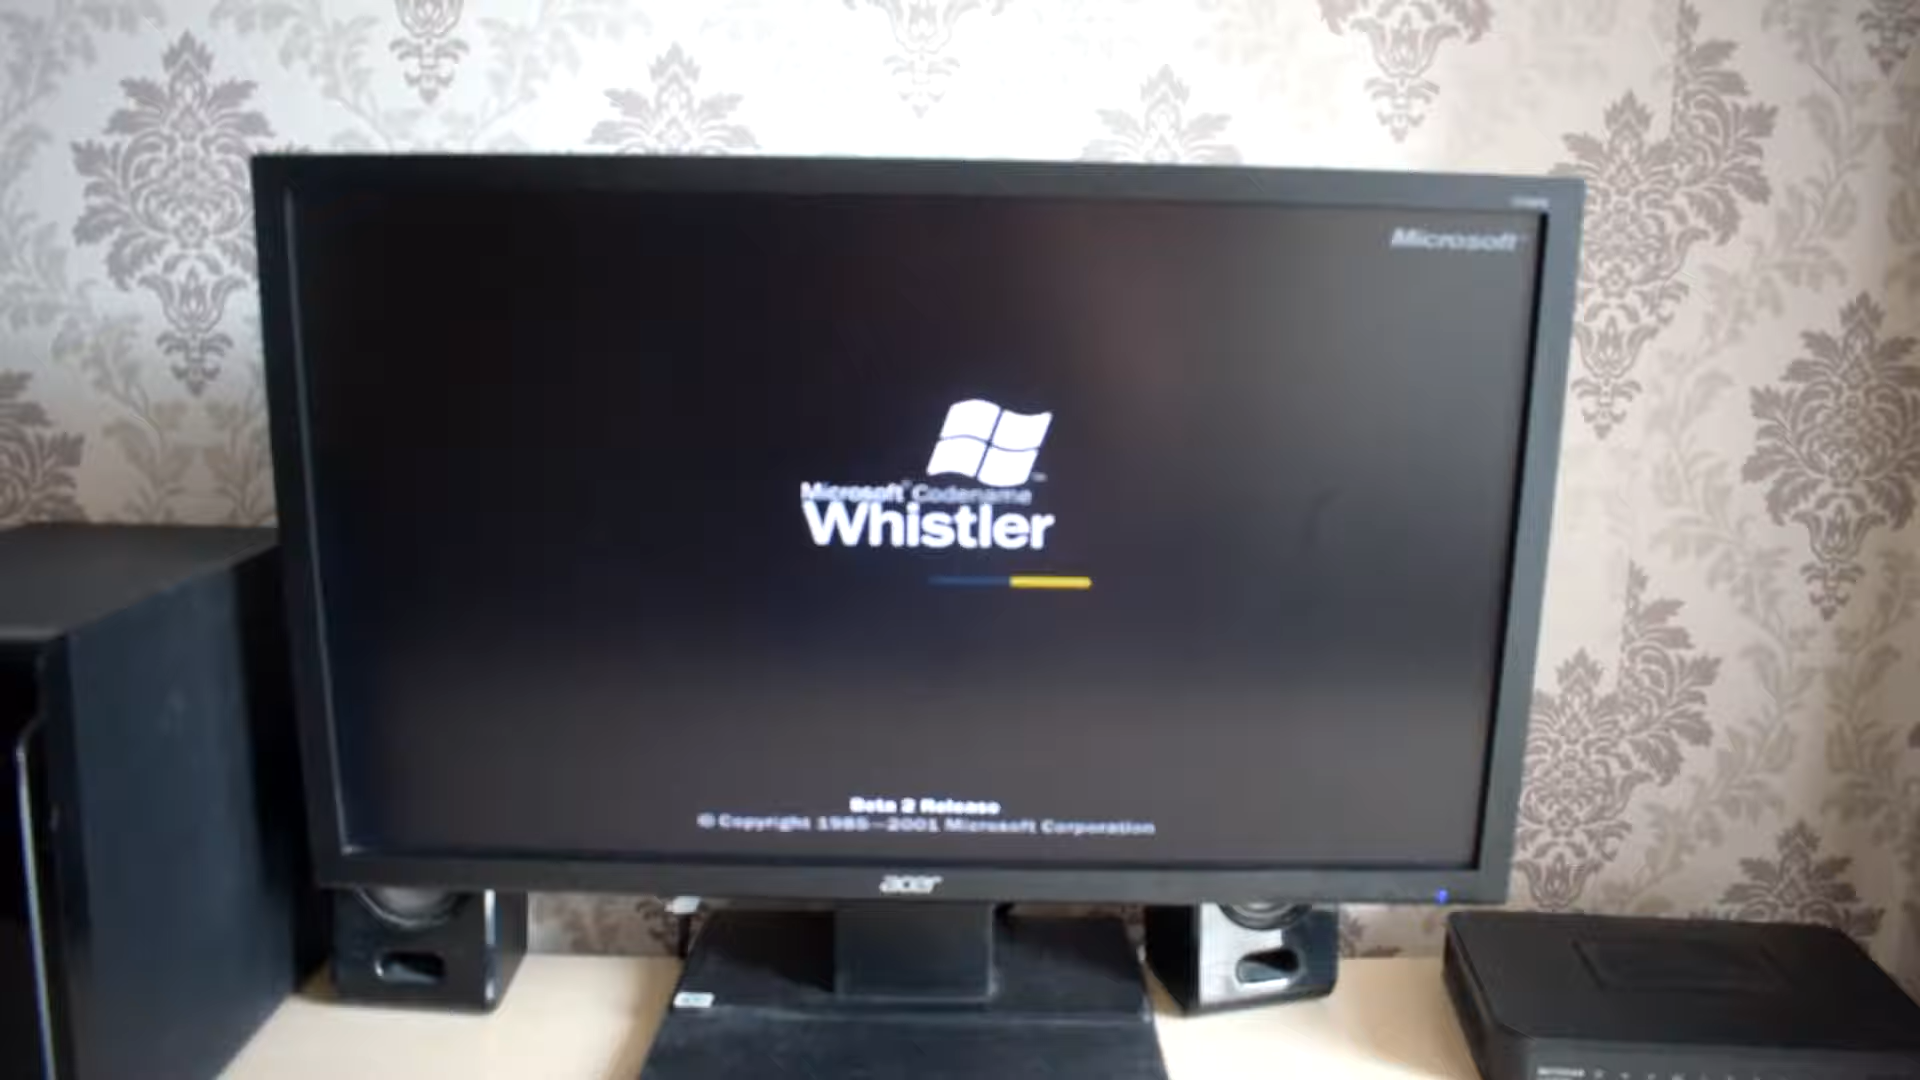 Microsoft
Microsoft Codename
Whistler
Beta 2 Release
© Copyright 1985—2001 Microsoft Corporation
acer